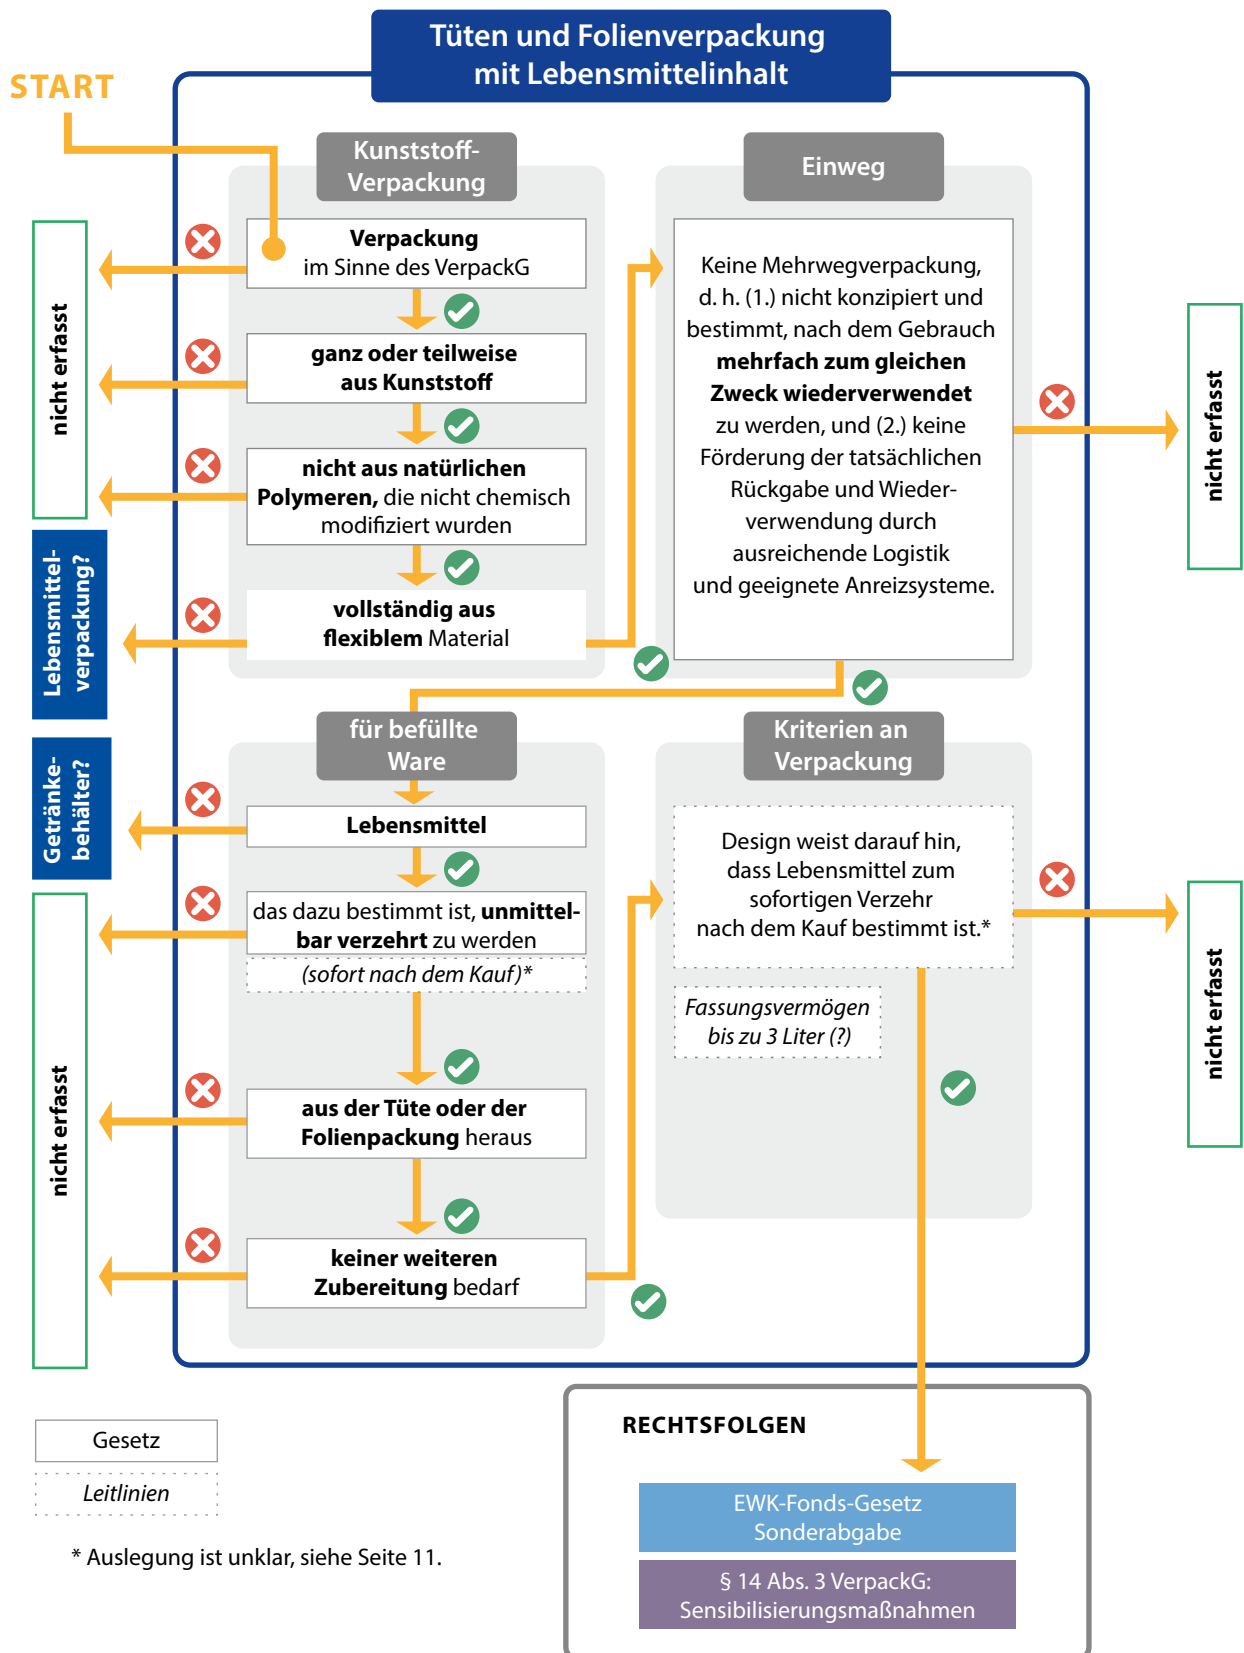 Tüten und Folienverpackung
mit Lebensmittelinhalt
START
Kunststoff-
Verpackung
Verpackung
im Sinne des VerpackG
ganz oder teilweise
aus Kunststoff
nicht aus natürlichen
Polymeren, die nicht chemisch
modifiziert wurden
vollständig aus
flexiblem Material
nicht erfasst
Lebensmittel-
verpackung?
Einweg
Keine Mehrwegverpackung,
d. h. (1.) nicht konzipiert und
bestimmt, nach dem Gebrauch
mehrfach zum gleichen
Zweck wiederverwendet
zu werden, und (2.) keine
Förderung der tatsächlichen
Rückgabe und Wieder-
verwendung durch
ausreichende Logistik
und geeignete Anreizsysteme.
nicht erfasst
für befüllte
Ware
Lebensmittel
das dazu bestimmt ist, unmittel-
bar verzehrt zu werden
(sofort nach dem Kauf)*
aus der Tüte oder der
Folienpackung heraus
keiner weiteren
Zubereitung bedarf
Getränke-
behälter?
nicht erfasst
Kriterien an
Verpackung
Design weist darauf hin,
dass Lebensmittel zum
sofortigen Verzehr
nach dem Kauf bestimmt ist.*
Fassungsvermögen
bis zu 3 Liter (?)
nicht erfasst
RECHTSFOLGEN
EWK-Fonds-Gesetz
Sonderabgabe
§ 14 Abs. 3 VerpackG:
Sensibilisierungsmaßnahmen
Gesetz
Leitlinien
* Auslegung ist unklar, siehe Seite 11.